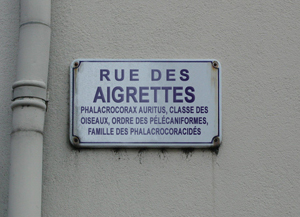 RUE DES
AIGRETTES
PHALACROCORAX AURITUS, CLASSE DES
OISEAUX, ORDRE DES PÉLÉCANIFORMES,
FAMILLE DES PHALACROCORACIDÉS